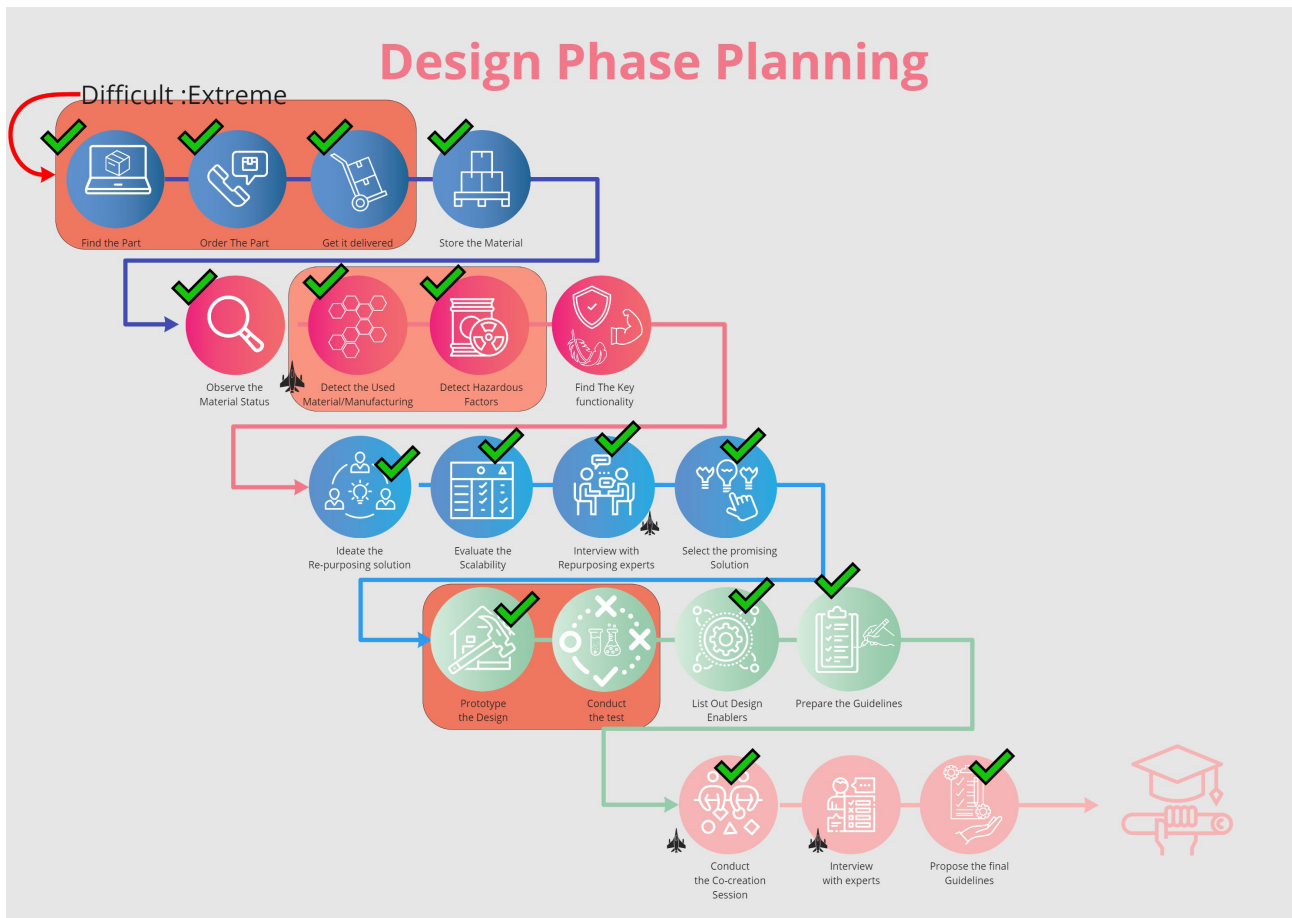 Design Phase Planning
Difficult :Extreme
Find the Part
Order The Part
Get it delivered
Store the Material
Observe the
Material Status
Detect the Used
Material/Manufacturing
Detect Hazardous
Factors
Find The Key
functionality
Ideate the
Re-purposing solution
Evaluate the
Scalability
Interview with
Repurposing experts
Select the promising
Solution
Prototype
the Design
Conduct
the test
List Out Design
Enablers
Prepare the Guidelines
Conduct
the Co-creation
Session
Interview
with experts
Propose the final
Guidelines